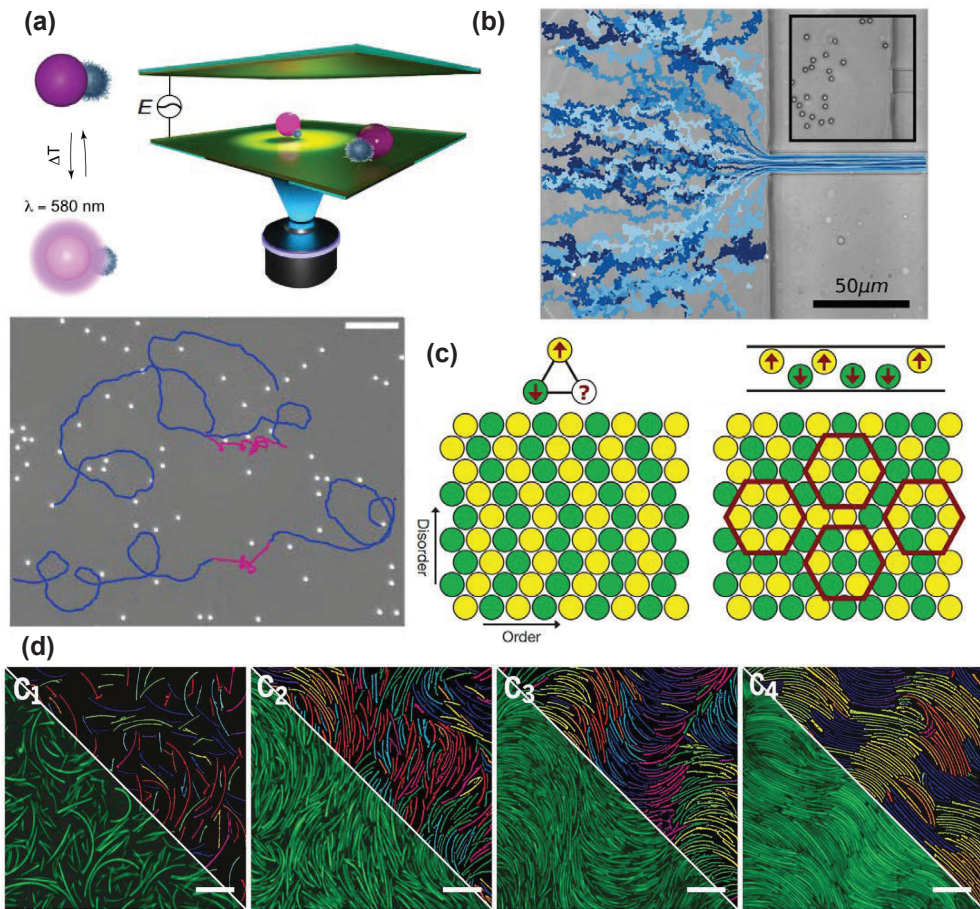 (a)
E
ΔT
λ = 580 nm
(b)
50μm
(c)
↑
↓ ?
↑ ↑ ↑
↓ ↓ ↓
Disorder
Order
(d)
C1
C2
C3
C4